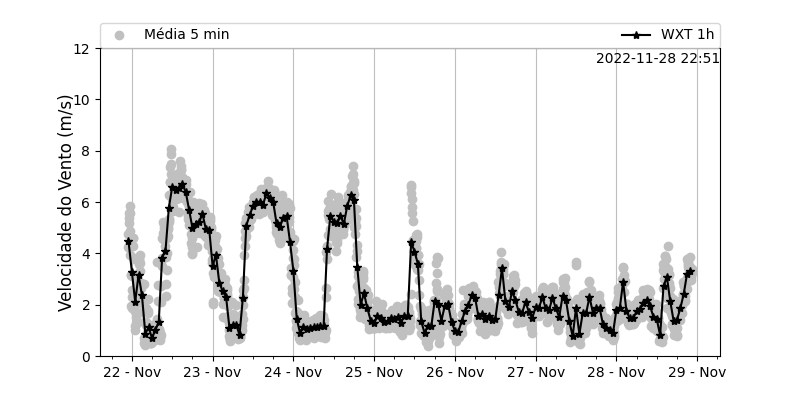 Média 5 min
WXT 1h
2022-11-28 22:51
Velocidade do Vento (m/s)
12
10
8
6
4
2
0
22 - Nov
23 - Nov
24 - Nov
25 - Nov
26 - Nov
27 - Nov
28 - Nov
29 - Nov